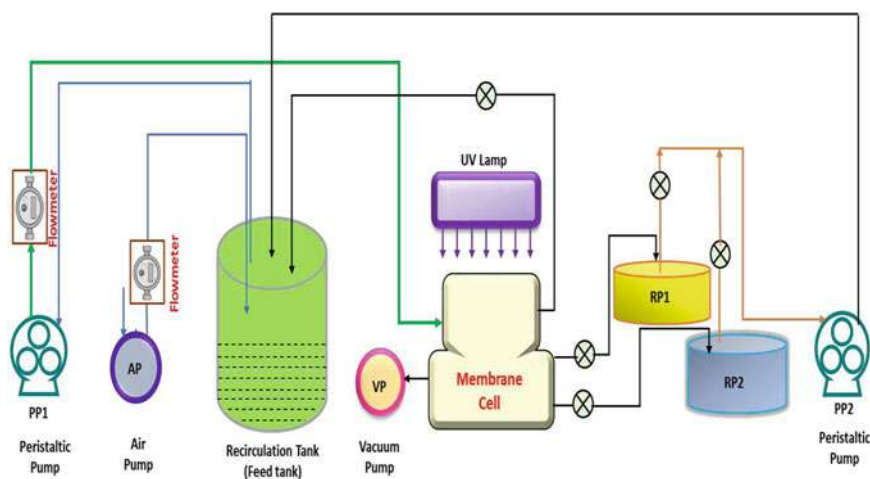 UV Lamp
Flowmeter
Flowmeter
RP1
AP
VP
Membrane
Cell
RP2
PP1
PP2
Peristaltic
Pump
Air
Pump
Recirculation Tank
(Feed tank)
Vacuum
Pump
Peristaltic
Pump